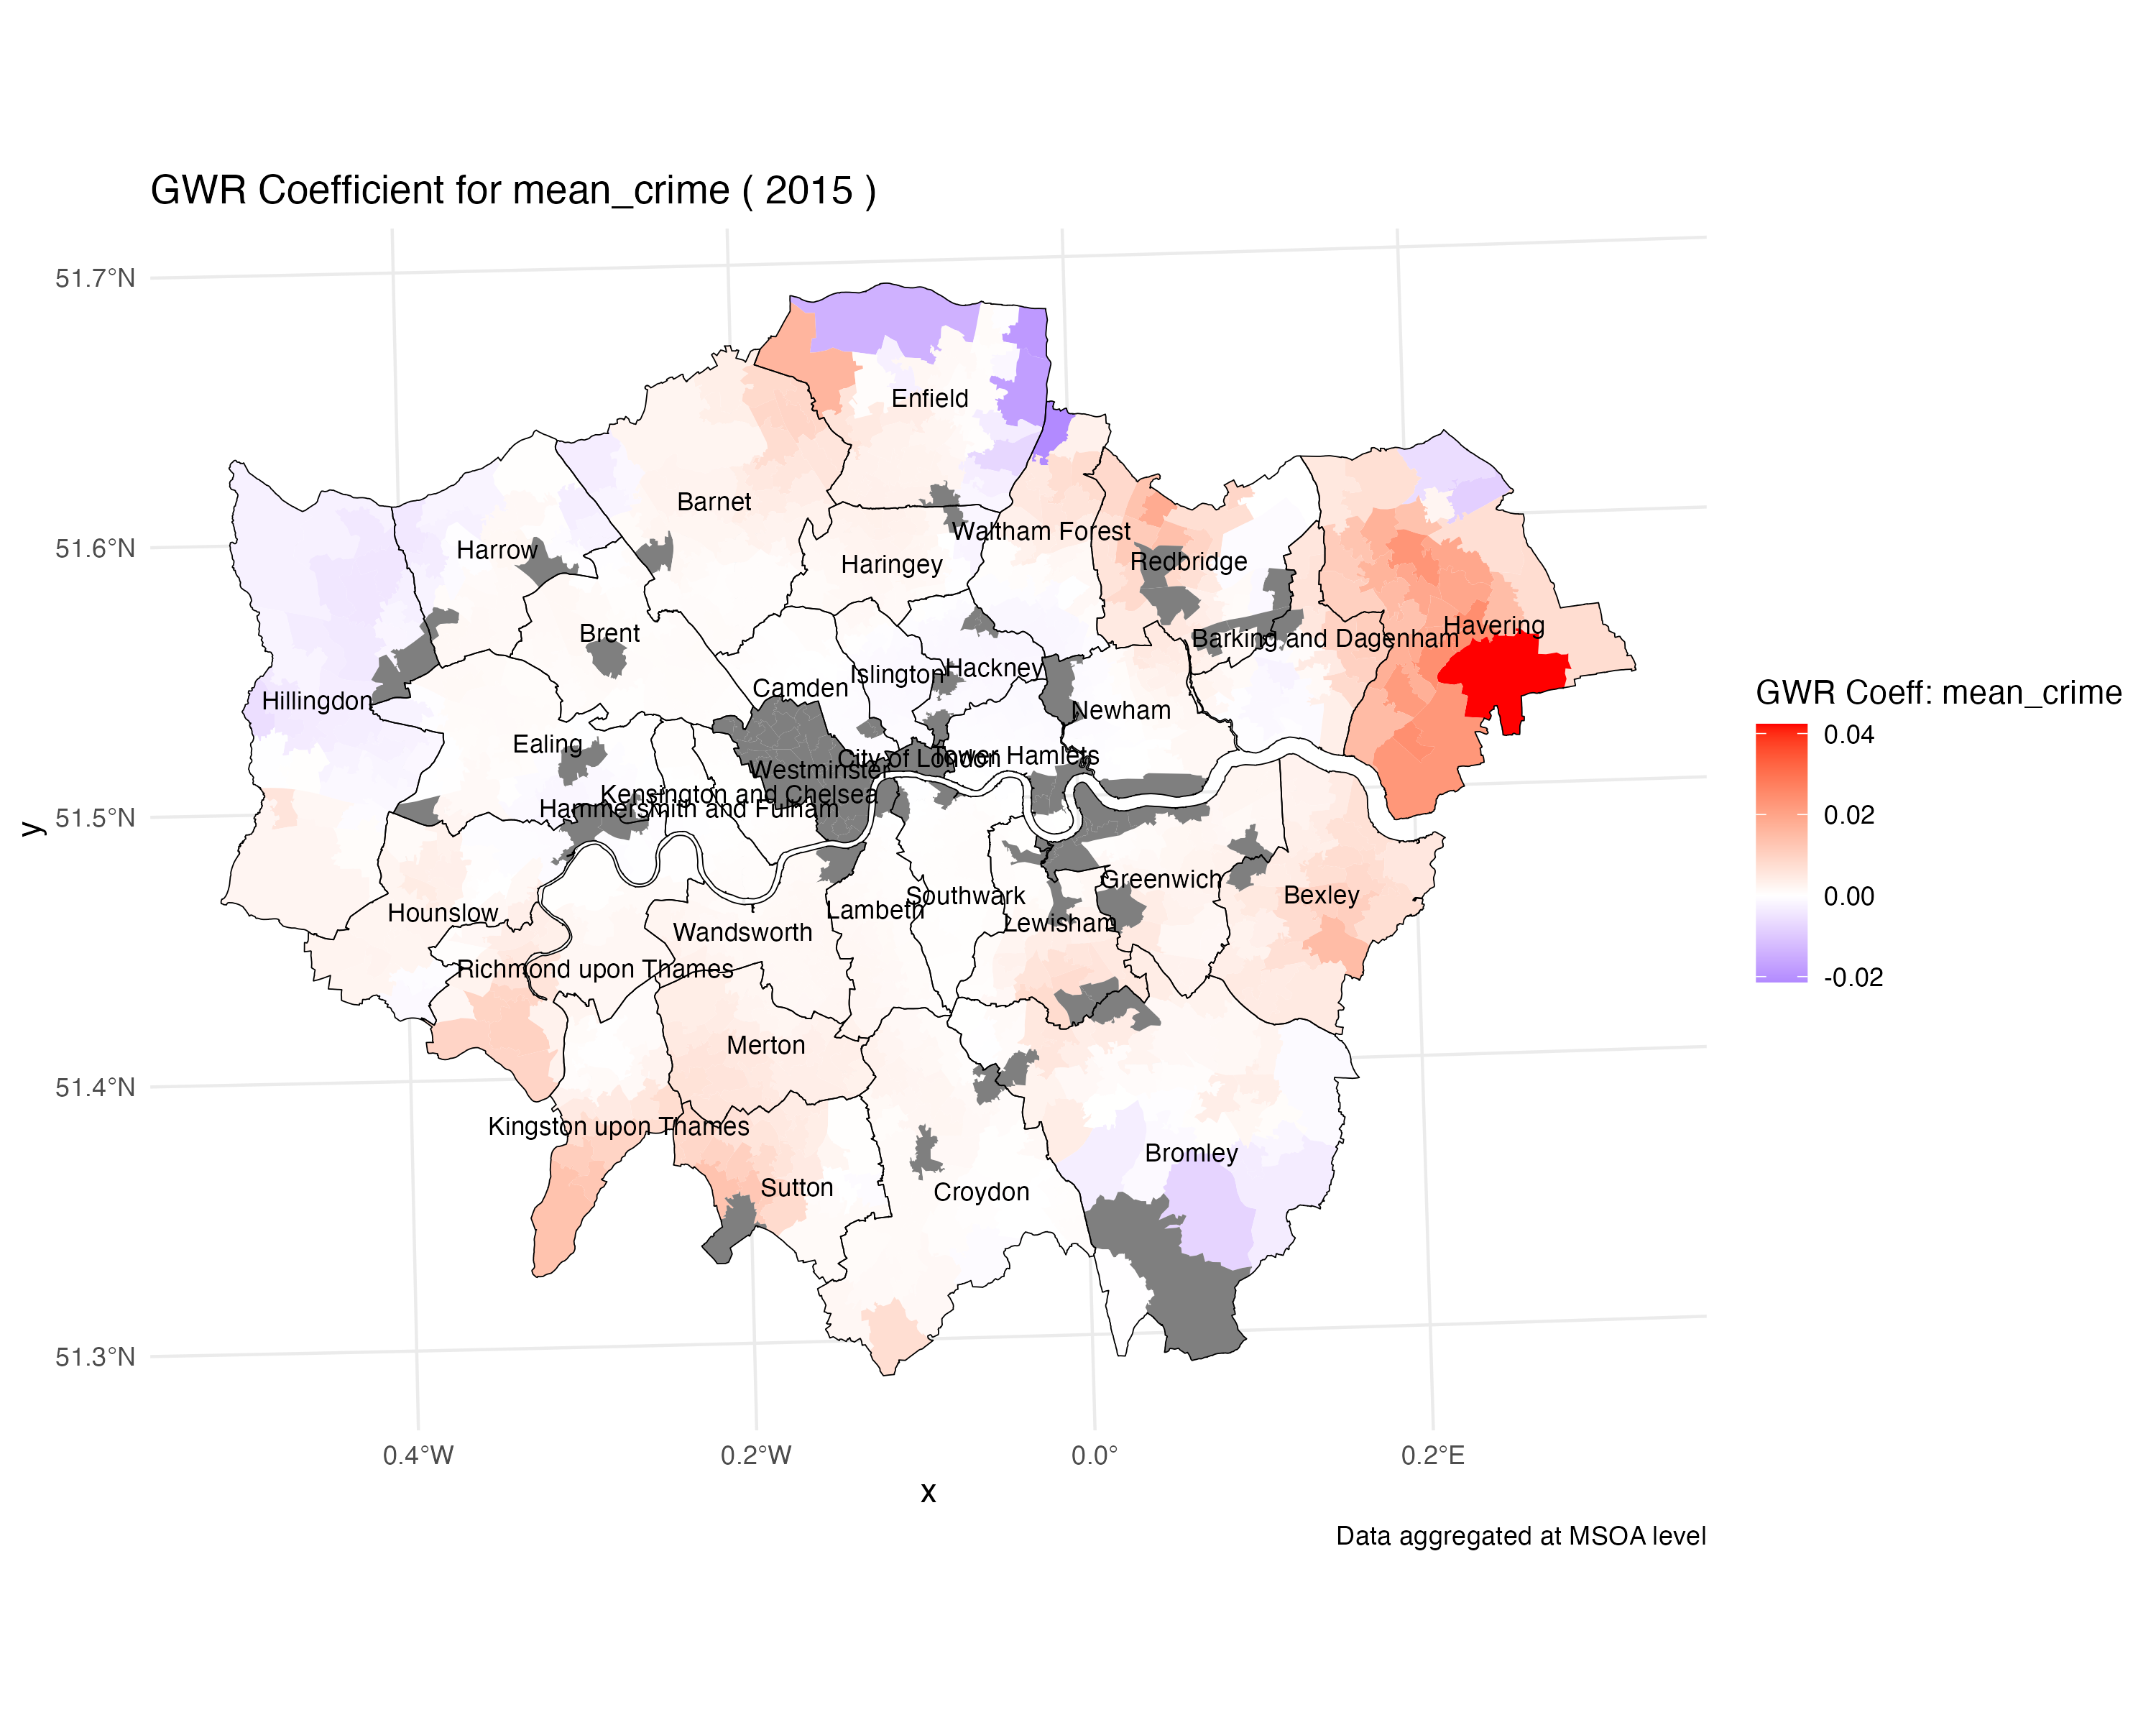 GWR Coefficient for mean_crime ( 2015 )
51.7°N
51.6°N
51.5°N
51.4°N
51.3°N
y
Enfield
Barnet
Waltham Forest
Harrow
Haringey
Redbridge
Brent
Havering
Barking and Dagenham
Islington
Hackney
Camden
Hillingdon
Newham
Ealing
City of London
Tower Hamlets
Westminster
Kensington and Chelsea
Hammersmith and Fulham
Greenwich
Southwark
Bexley
Hounslow
Lambeth
Lewisham
Wandsworth
Richmond upon Thames
Merton
Kingston upon Thames
Bromley
Sutton
Croydon
GWR Coeff: mean_crime
0.04
0.02
0.00
-0.02
0.4°W
0.2°W
0.0°
0.2°E
x
Data aggregated at MSOA level